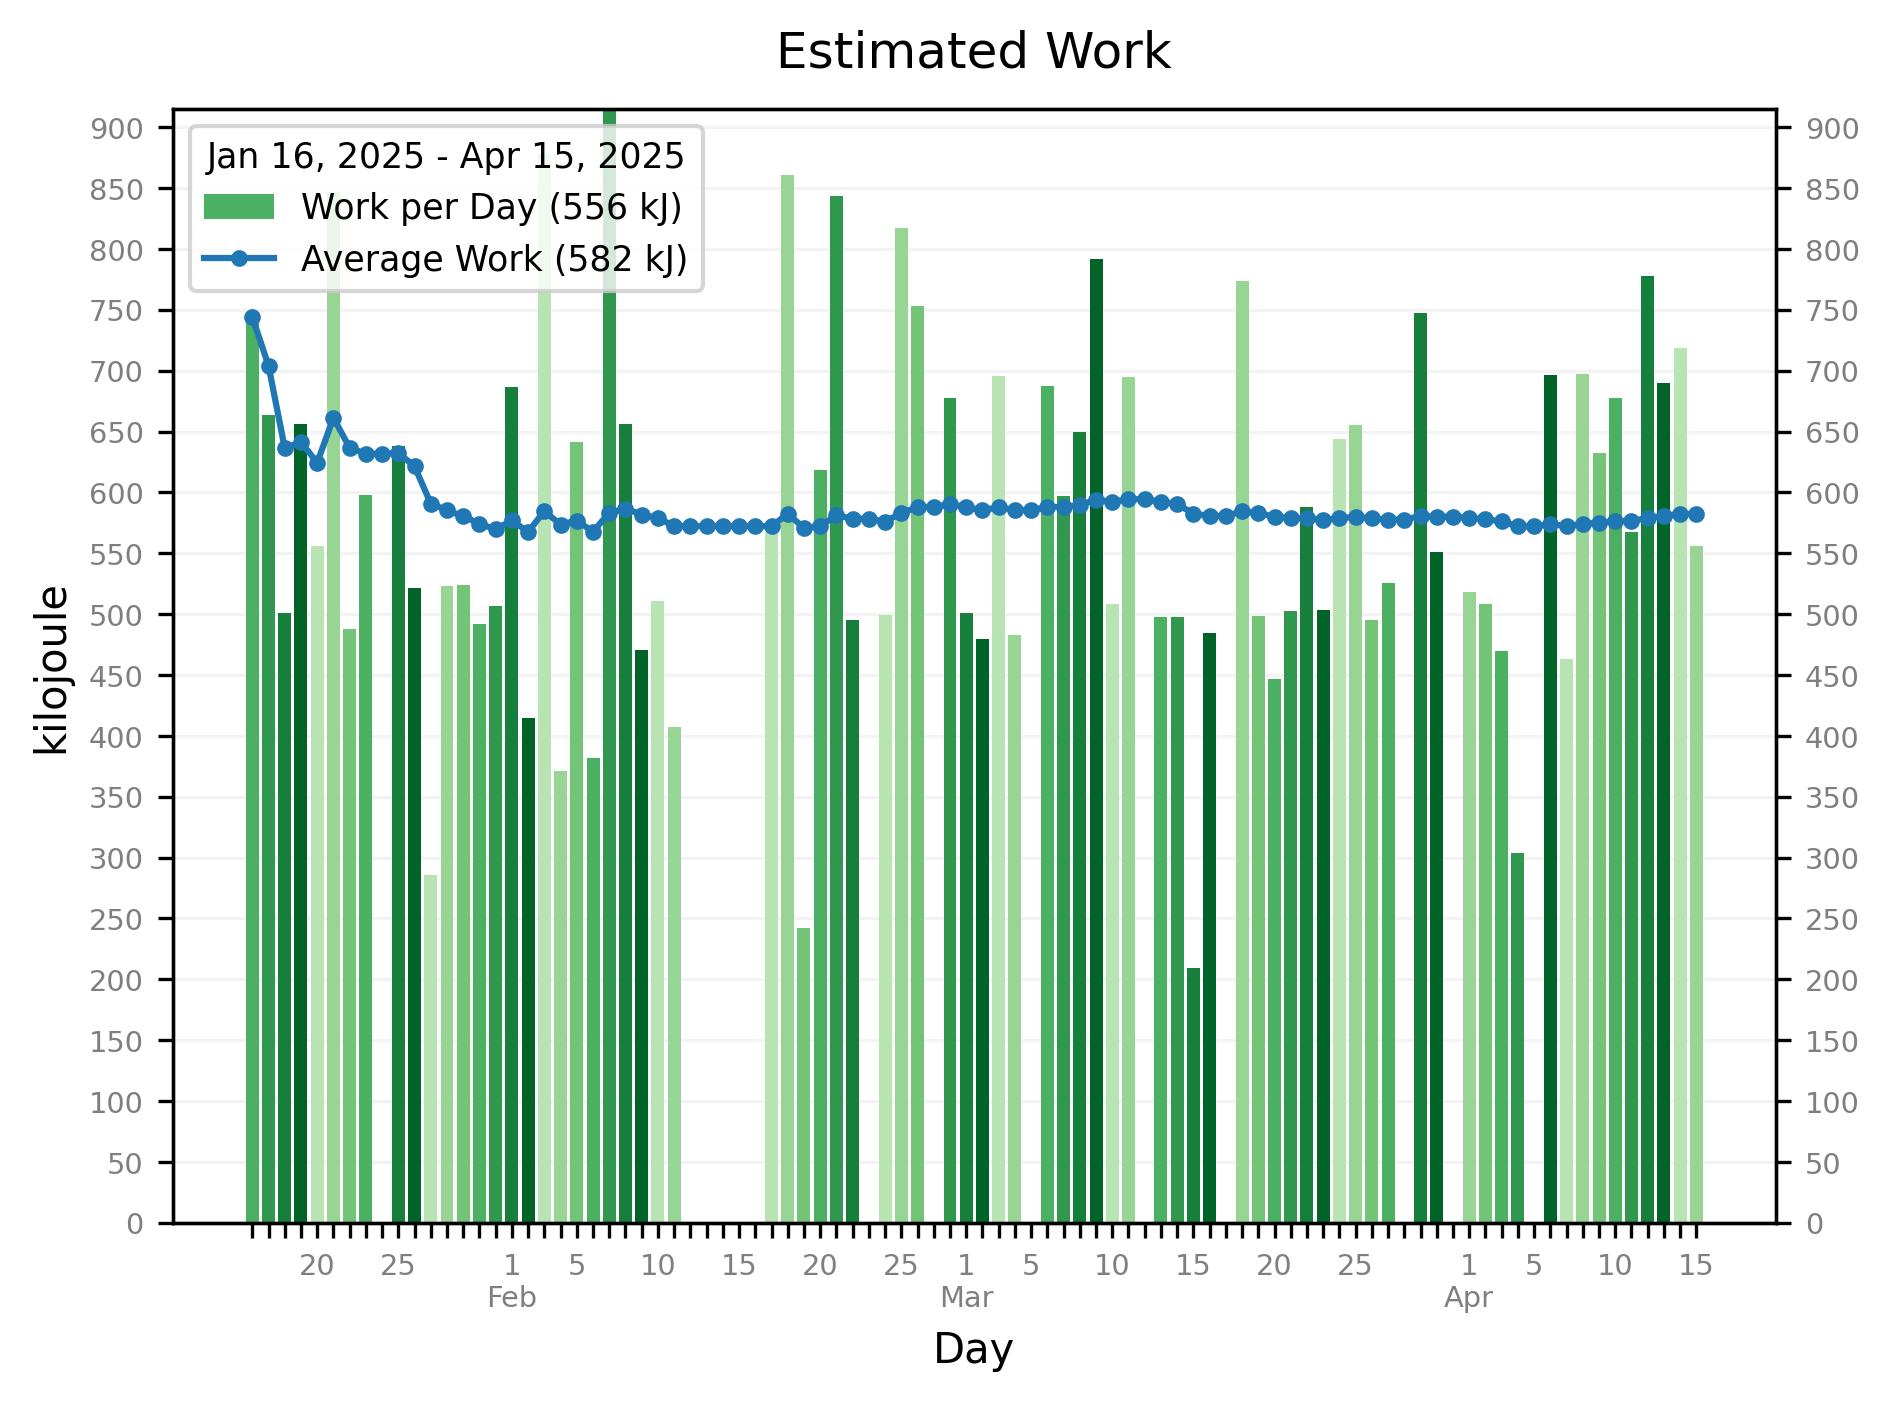 Estimated Work
Jan 16, 2025 - Apr 15, 2025
Work per Day (556 kJ)
Average Work (582 kJ)
900 900
850 850
800 800
750 750
700 700
650 650
600 600
550 550
500 500
450 450
400 400
350 350
300 300
250 250
200 200
150 150
100 100
50 50
0 0
kilojoule
20 25 1 5 10 15 20 25 1 5 10 15 20 25 1 5 10 15
Feb Mar Apr
Day